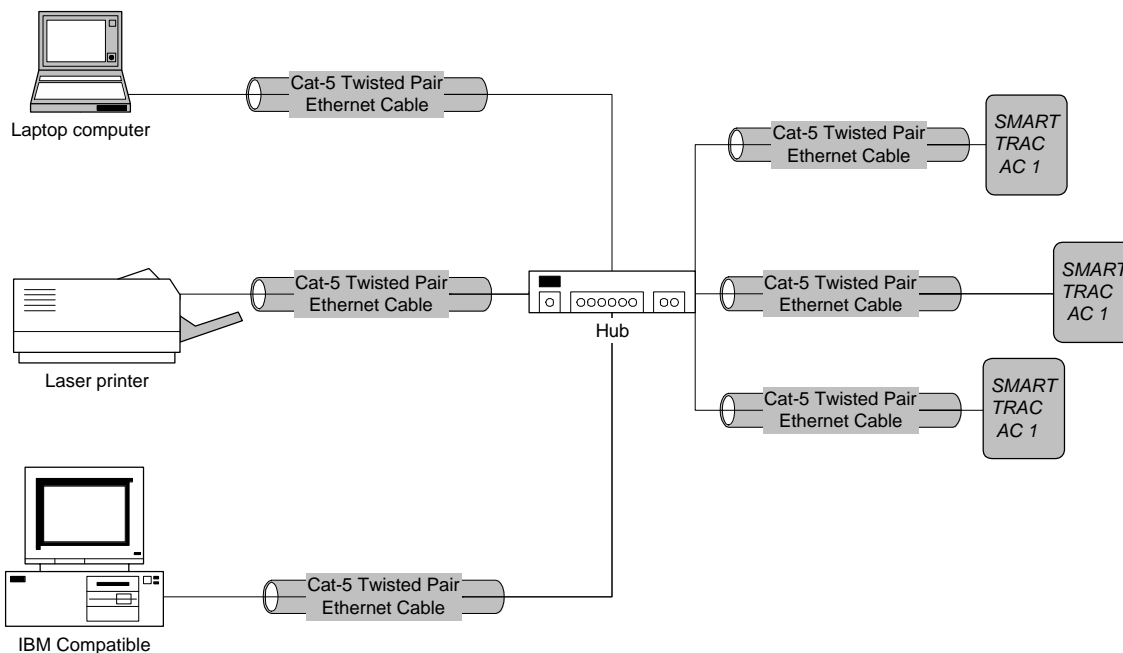 Cat-5 Twisted Pair
Ethernet Cable
Laptop computer
Cat-5 Twisted Pair
Ethernet Cable
SMART
TRAC
AC 1
Cat-5 Twisted Pair
Ethernet Cable
Laser printer
Hub
Cat-5 Twisted Pair
Ethernet Cable
SMART
TRAC
AC 1
Cat-5 Twisted Pair
Ethernet Cable
SMART
TRAC
AC 1
Cat-5 Twisted Pair
Ethernet Cable
IBM Compatible